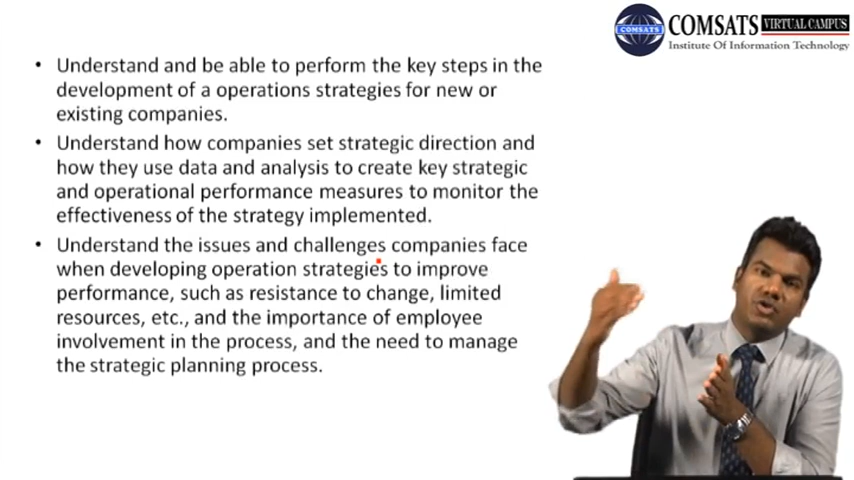 COMSATS VIRTUAL CAMPUS
COMSATS
Institute Of Information Technology
• Understand and be able to perform the key steps in the
development of a operations strategies for new or
existing companies.
• Understand how companies set strategic direction and
how they use data and analysis to create key strategic
and operational performance measures to monitor the
effectiveness of the strategy implemented.
• Understand the issues and challenges companies face
when developing operation strategies to improve
performance, such as resistance to change, limited
resources, etc., and the importance of employee
involvement in the process, and the need to manage
the strategic planning process.